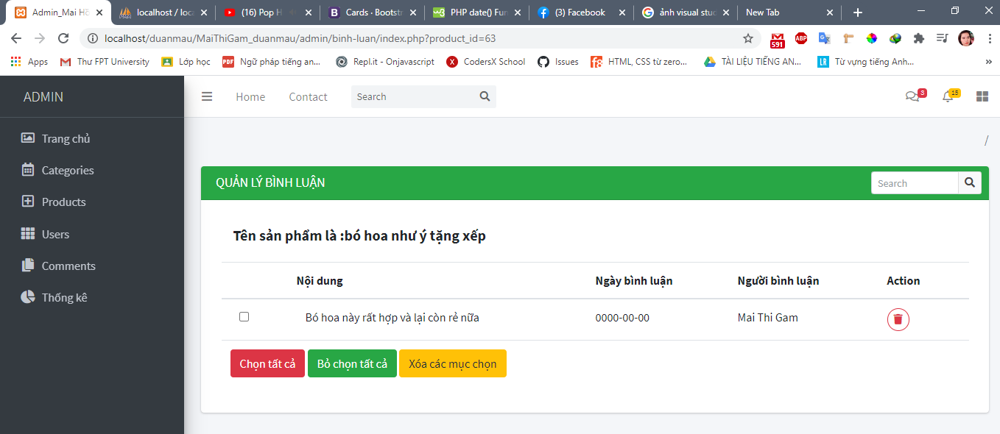 Admin_Mai Hồ
localhost / loca
(16) Pop H
Cards · Bootstr
PHP date() Fun
(3) Facebook
ảnh visual stud
New Tab
localhost/duanmau/MaiThiGam_duanmau/admin/binh-luan/index.php?product_id=63
591
ABP
Apps
Thư FPT University
Lớp học
PDF
Ngữ pháp tiếng an...
Repl.it - Onjavascript
CodersX School
Issues
f8
HTML, CSS từ zero...
TÀI LIỆU TIẾNG AN...
LR
Từ vựng tiếng Anh...
»
ADMIN
Home
Contact
Search
3
15
Trang chủ
Categories
Products
Users
Comments
Thống kê
/
QUẢN LÝ BÌNH LUẬN
Search
Tên sản phẩm là :bó hoa như ý tặng xếp
Nội dung
Ngày bình luận
Người bình luận
Action
Bó hoa này rất hợp và lại còn rẻ nữa
0000-00-00
Mai Thi Gam
Chọn tất cả
Bỏ chọn tất cả
Xóa các mục chọn